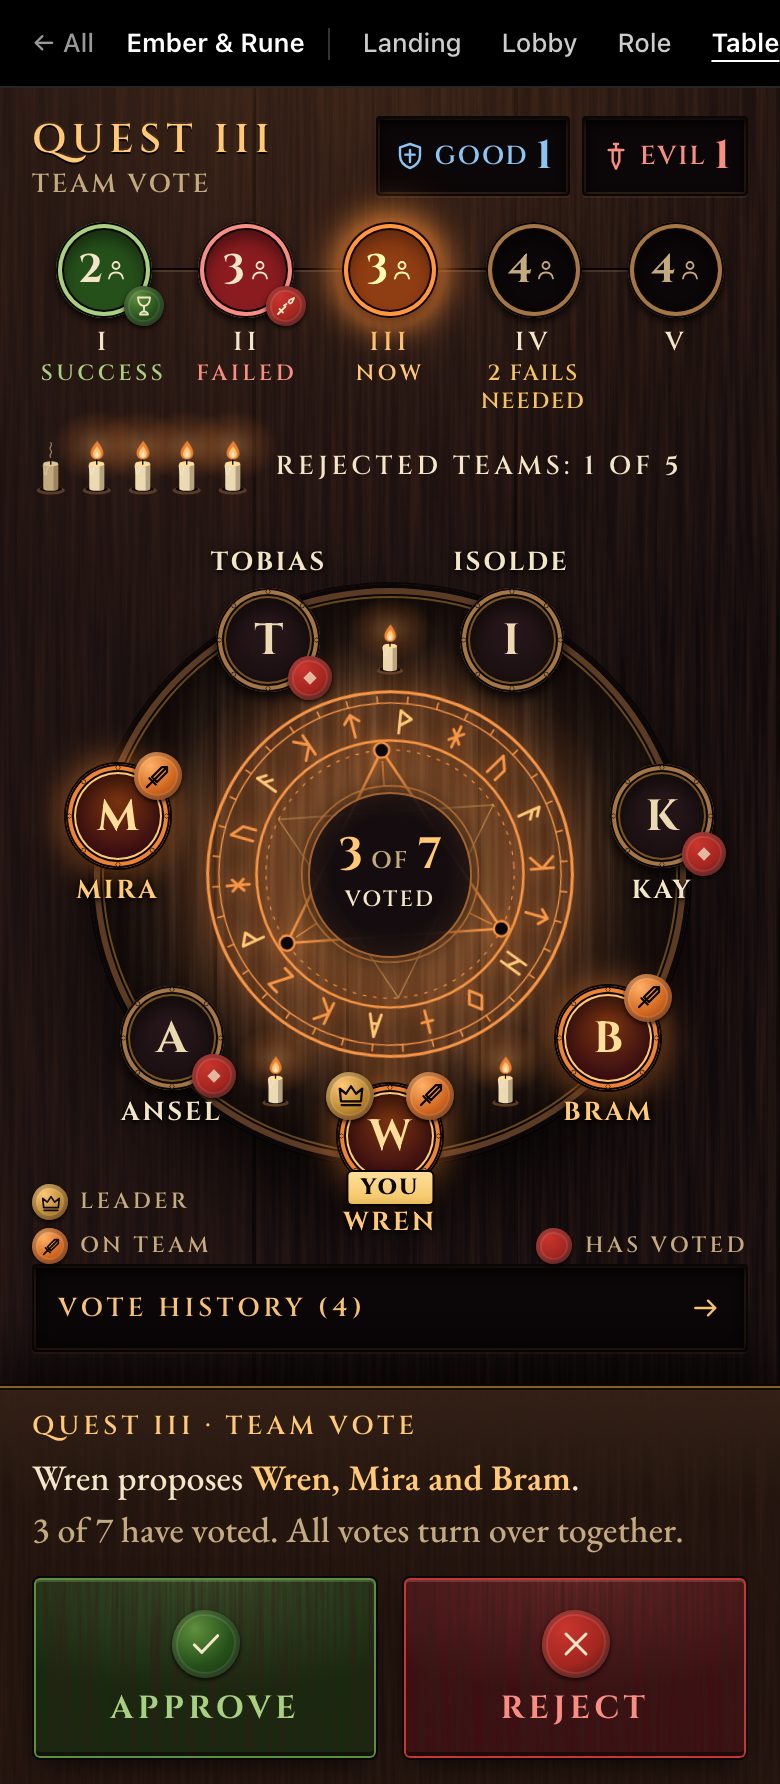 ← All Ember & Rune Landing Lobby Role Table
QUEST III
TEAM VOTE
GOOD 1
EVIL 1
2 3 3 4 4
I II III IV V
SUCCESS FAILED NOW 2 FAILS
NEEDED
REJECTED TEAMS: 1 OF 5
TOBIAS ISOLDE
T I
M K
3 OF 7
VOTED
MIRA KAY
A B
ANSEL BRAM
W
YOU
WREN
LEADER
ON TEAM HAS VOTED
VOTE HISTORY (4) →
QUEST III · TEAM VOTE
Wren proposes Wren, Mira and Bram.
3 of 7 have voted. All votes turn over together.
APPROVE REJECT